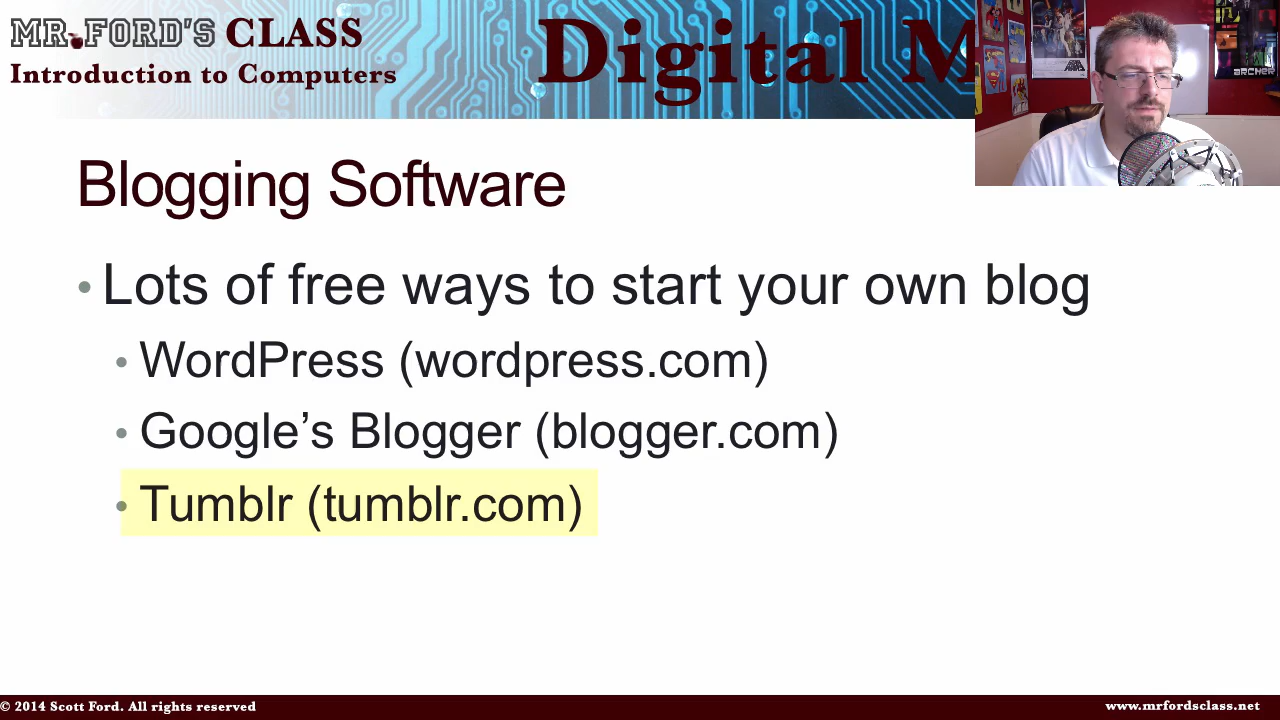 MR. FORD'S CLASS
Introduction to Computers
Digital M
ARCHER
Blogging Software
• Lots of free ways to start your own blog
• WordPress (wordpress.com)
• Google’s Blogger (blogger.com)
• Tumblr (tumblr.com)
© 2014 Scott Ford. All rights reserved
www.mrfordsclass.net